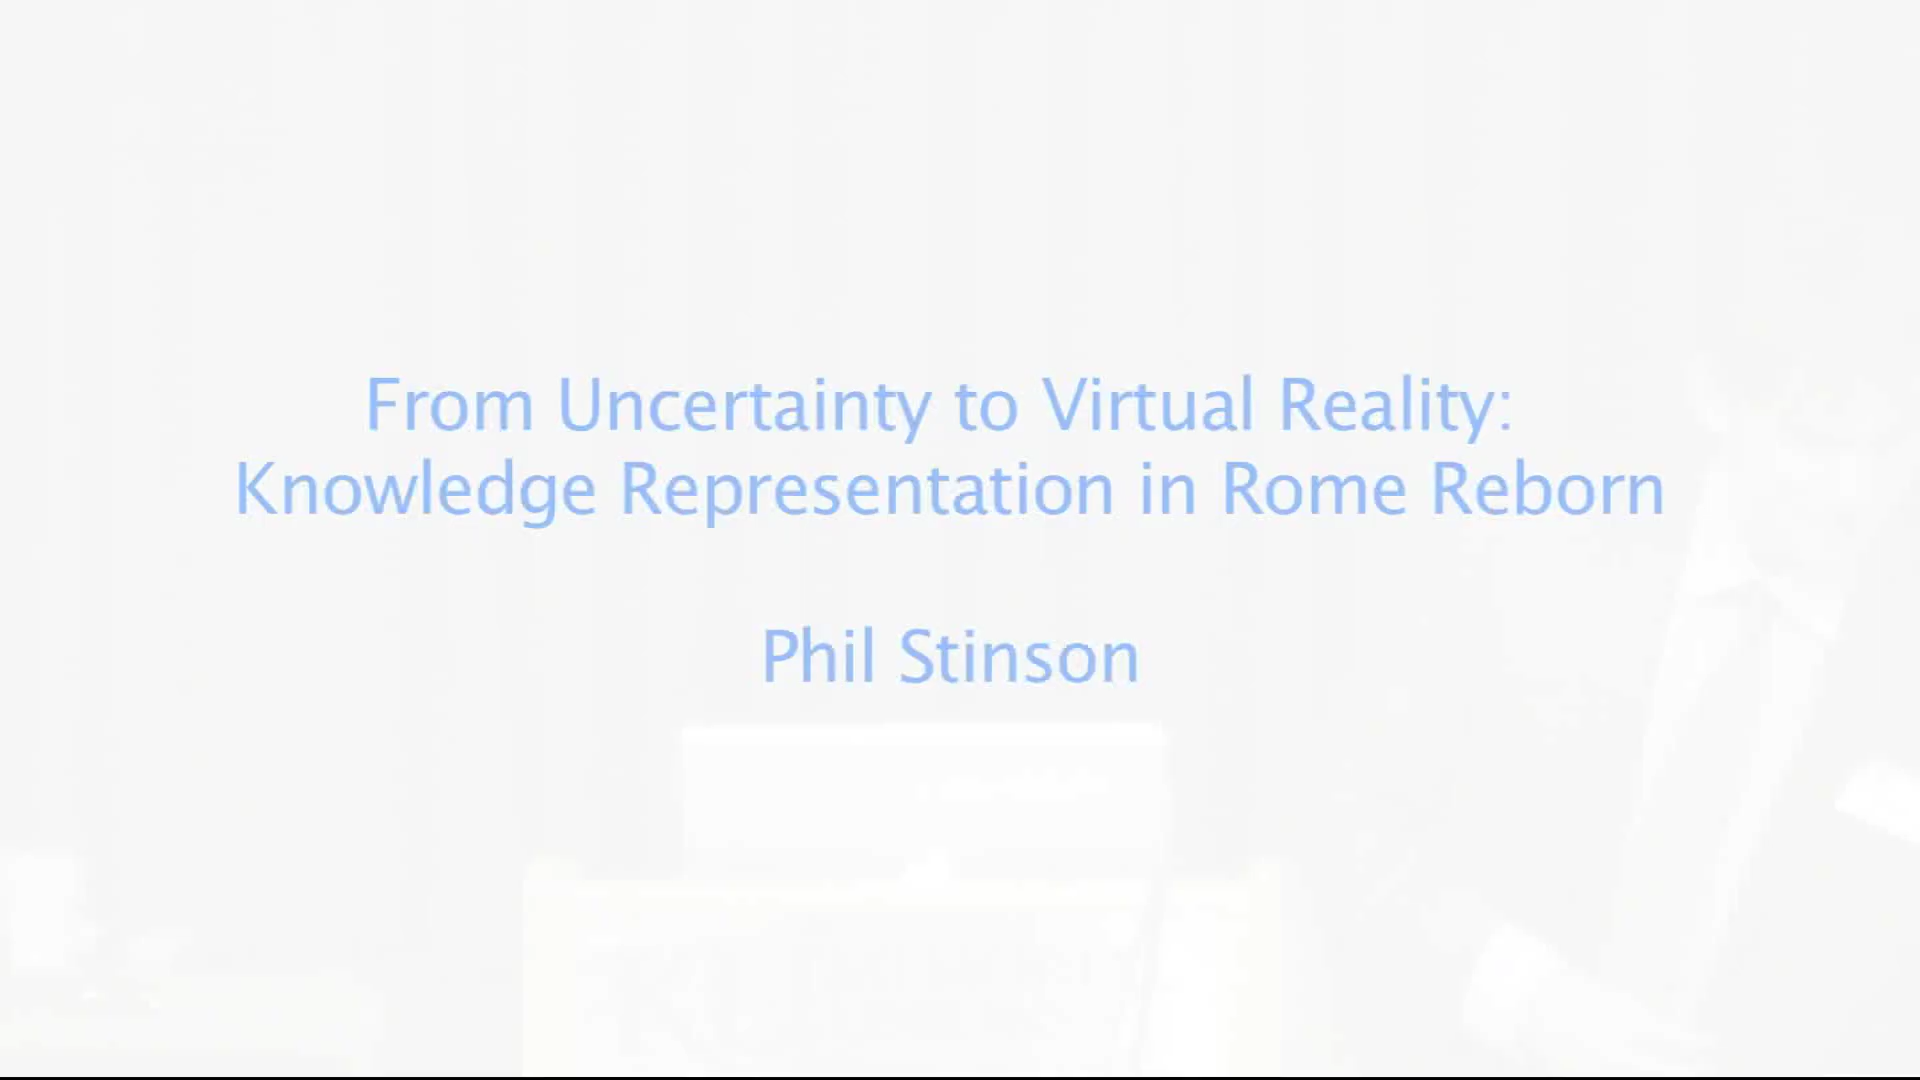 From Uncertainty to Virtual Reality:
Knowledge Representation in Rome Reborn
Phil Stinson